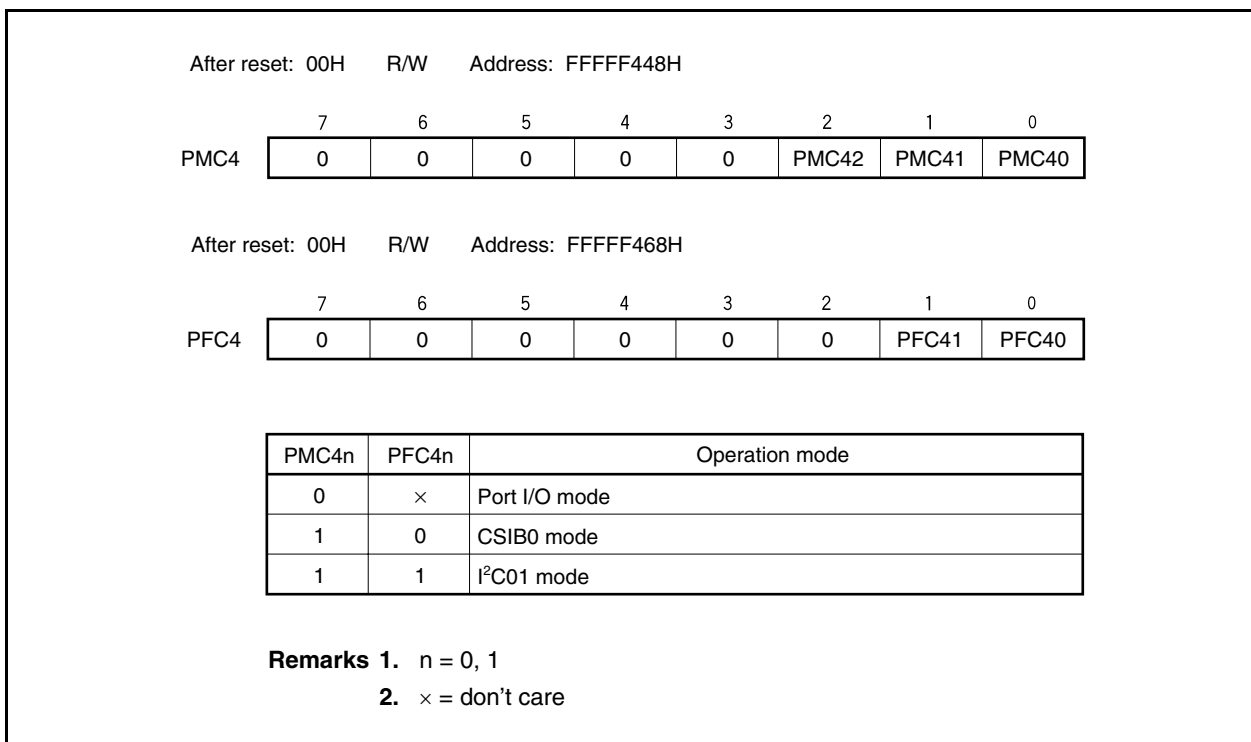 After reset: 00H R/W Address: FFFFF448H
7 6 5 4 3 2 1 0
PMC4 0 0 0 0 0 PMC42 PMC41 PMC40
After reset: 00H R/W Address: FFFFF468H
7 6 5 4 3 2 1 0
PFC4 0 0 0 0 0 0 PFC41 PFC40
PMC4n PFC4n Operation mode
0 × Port I/O mode
1 0 CSIB0 mode
1 1 I²C01 mode
Remarks 1. n = 0, 1
2. × = don't care